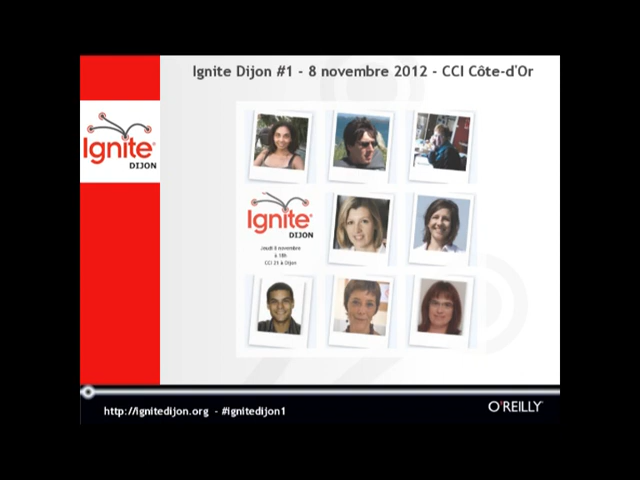 Ignite Dijon #1 - 8 novembre 2012 - CCI Côte-d'Or
Ignite
DIJON
Ignite
DIJON
Jeudi 8 novembre
à 18h
CCI 21 à Dijon
http://ignitedijon.org - #ignitedijon1
O'REILLY